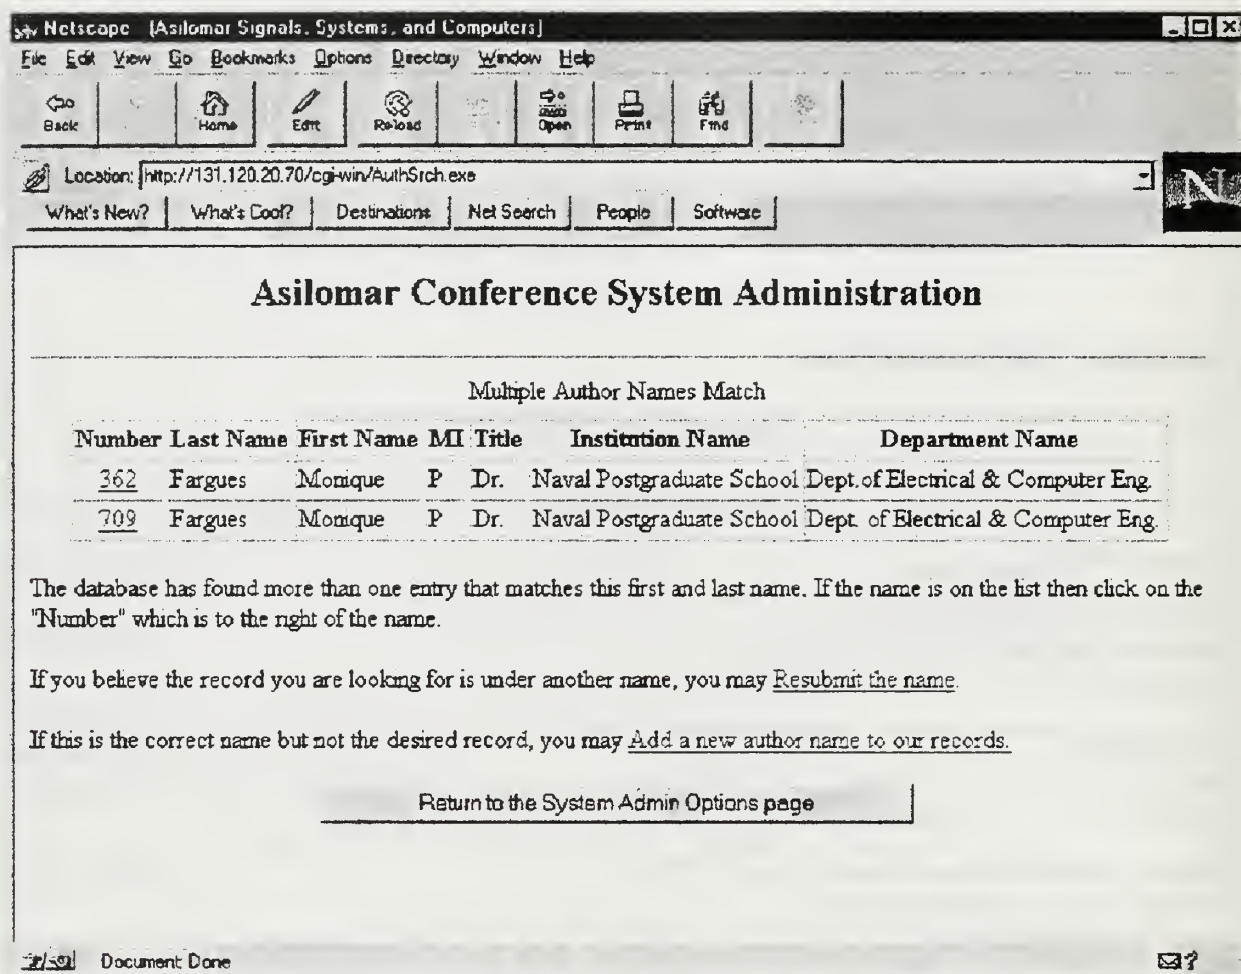 Netscape [Asilomar Signals, Systems, and Computers]
File Edit View Go Bookmarks Options Directory Window Help
Back Home Edit Reload Open Print Find
Location: http://131.120.20.70/cgi-win/AuthSrch.exe
N
What's New? What's Cool? Destinations Net Search People Software
Asilomar Conference System Administration
Multiple Author Names Match
Number Last Name First Name MI Title Institution Name Department Name
362 Fargues Monique P Dr. Naval Postgraduate School Dept.of Electrical & Computer Eng.
709 Fargues Monique P Dr. Naval Postgraduate School Dept. of Electrical & Computer Eng.
The database has found more than one entry that matches this first and last name. If the name is on the list then click on the
"Number" which is to the right of the name.
If you believe the record you are looking for is under another name, you may Resubmit the name.
If this is the correct name but not the desired record, you may Add a new author name to our records.
Return to the System Admin Options page
Document: Done